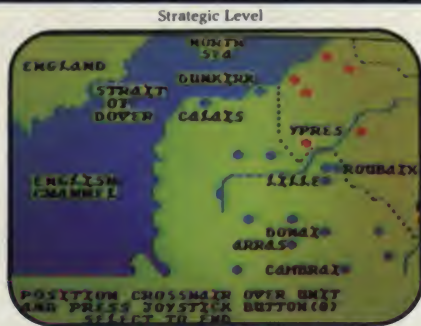 Strategic Level
NORTH
SEA
ENGLAND
DUNKIRK
STRAIT
OF
DOVER
CALAIS
YPRES
ROUBAIX
ENGLISH
CHANNEL
LILLE
DOUAI
ARRAS
CAMBRAI
POSITION CROSSHAIR OVER UNIT
AND PRESS JOYSTICK BUTTON(0)
SELECT TO END